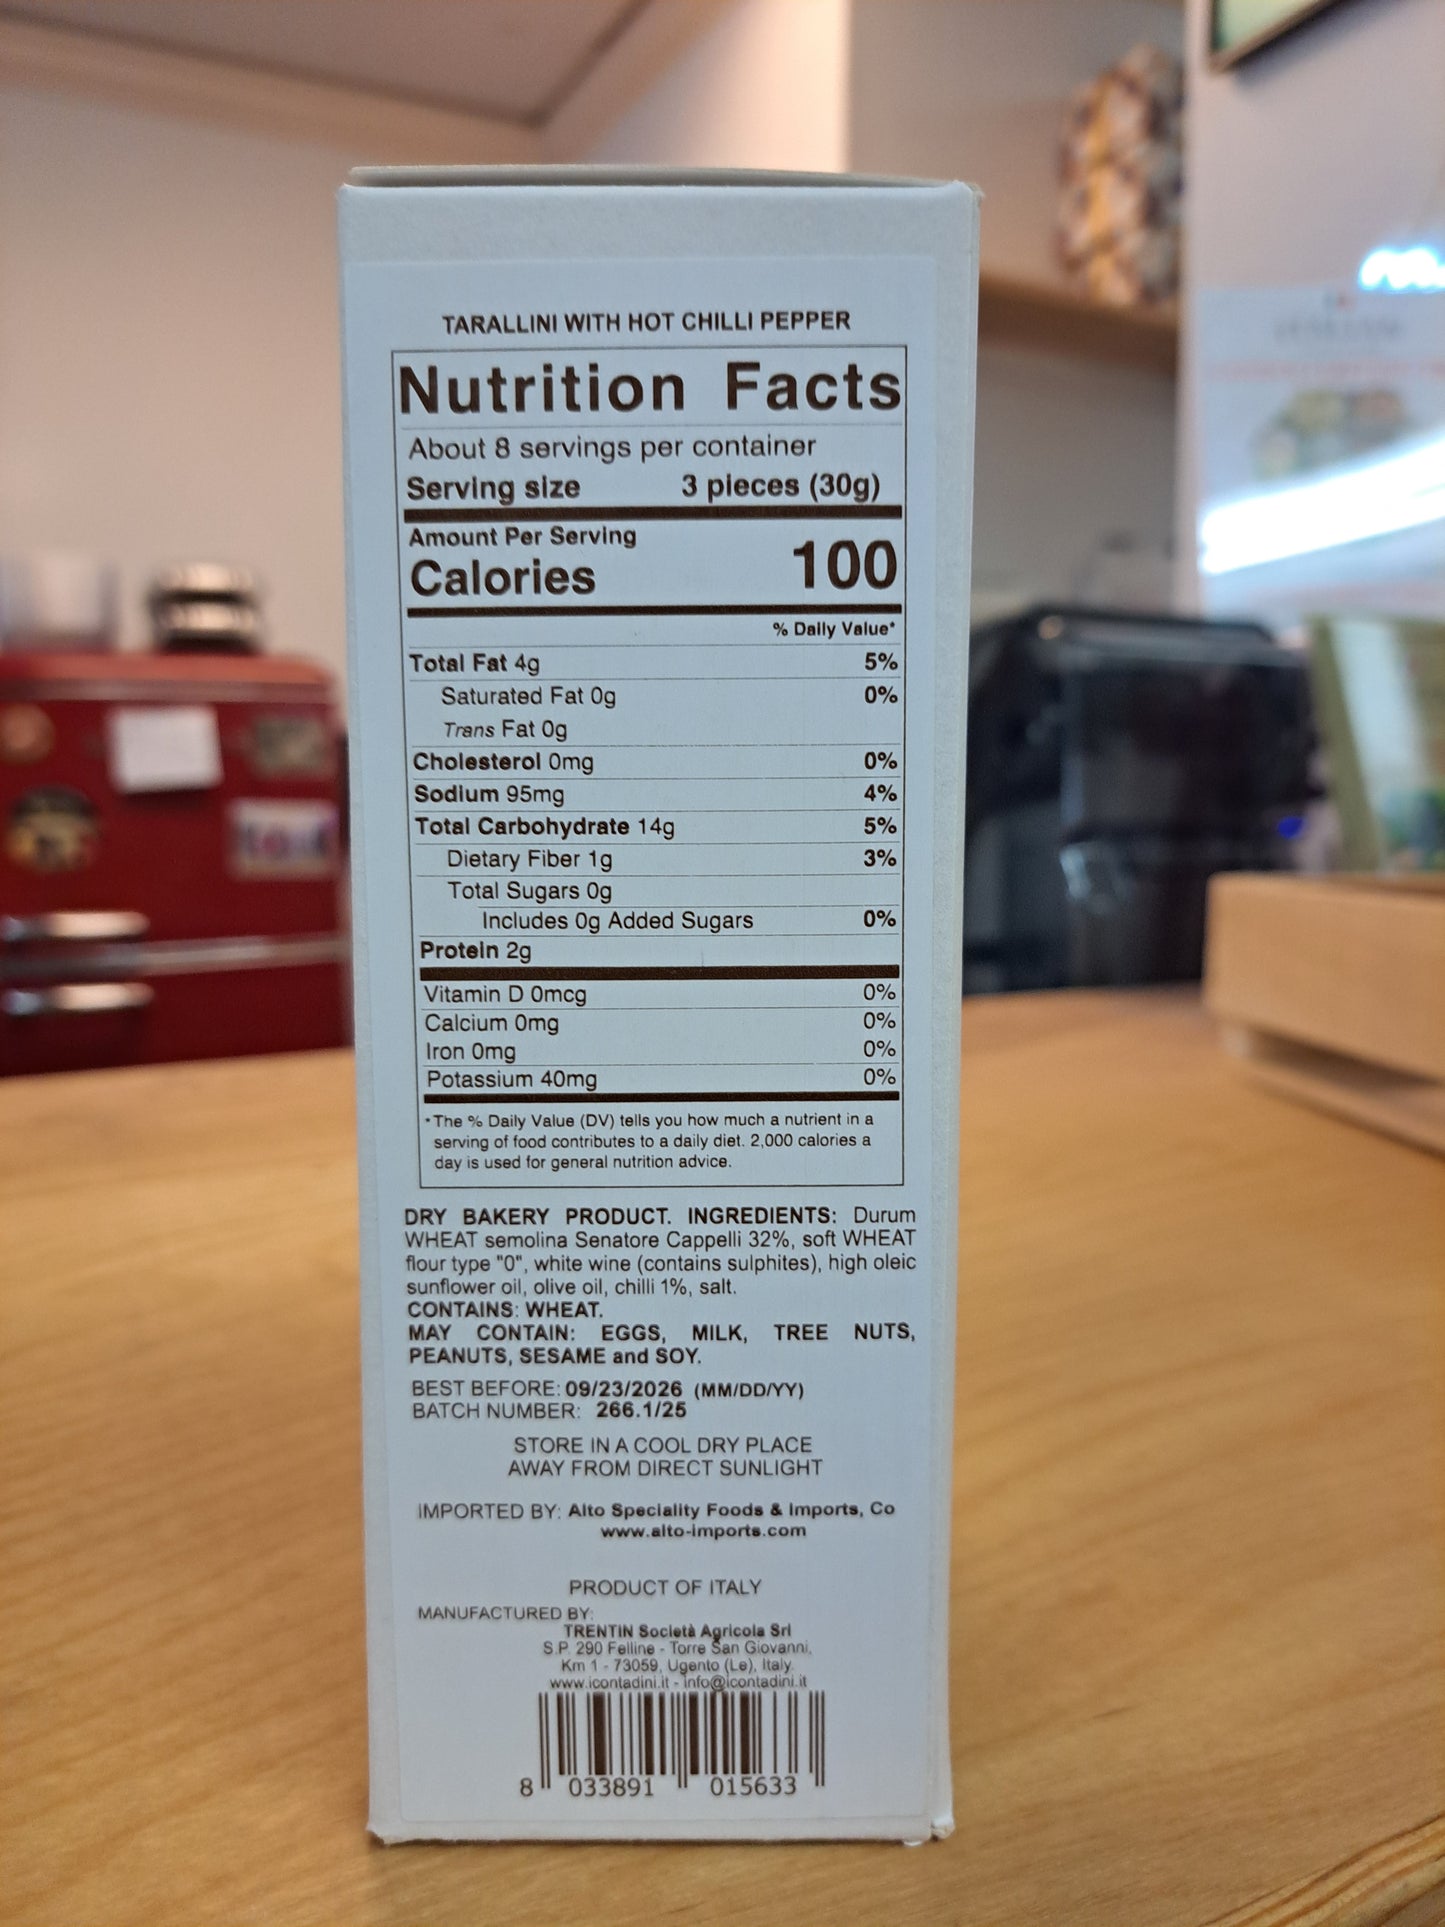 TARALLINI WITH HOT CHILLI PEPPER
Nutrition Facts
About 8 servings per container
Serving size 3 pieces (30g)
Amount Per Serving
Calories 100
% Daily Value*
Total Fat 4g 5%
Saturated Fat 0g 0%
Trans Fat 0g
Cholesterol 0mg 0%
Sodium 95mg 4%
Total Carbohydrate 14g 5%
Dietary Fiber 1g 3%
Total Sugars 0g
Includes 0g Added Sugars 0%
Protein 2g
Vitamin D 0mcg 0%
Calcium 0mg 0%
Iron 0mg 0%
Potassium 40mg 0%
*The % Daily Value (DV) tells you how much a nutrient in a
serving of food contributes to a daily diet. 2,000 calories a
day is used for general nutrition advice.
DRY BAKERY PRODUCT. INGREDIENTS: Durum
WHEAT semolina Senatore Cappelli 32%, soft WHEAT
flour type "0", white wine (contains sulphites), high oleic
sunflower oil, olive oil, chilli 1%, salt.
CONTAINS: WHEAT.
MAY CONTAIN: EGGS, MILK, TREE NUTS,
PEANUTS, SESAME and SOY.
BEST BEFORE: 09/23/2026 (MM/DD/YY)
BATCH NUMBER: 266.1/25
STORE IN A COOL DRY PLACE
AWAY FROM DIRECT SUNLIGHT
IMPORTED BY: Alto Speciality Foods & Imports, Co
www.alto-imports.com
PRODUCT OF ITALY
MANUFACTURED BY:
TRENTIN Società Agricola Srl
S.P. 290 Felline - Torre San Giovanni,
Km 1 - 73059, Ugento (Le), Italy.
www.icontadini.it - info@icontadini.it
8 033891 015633